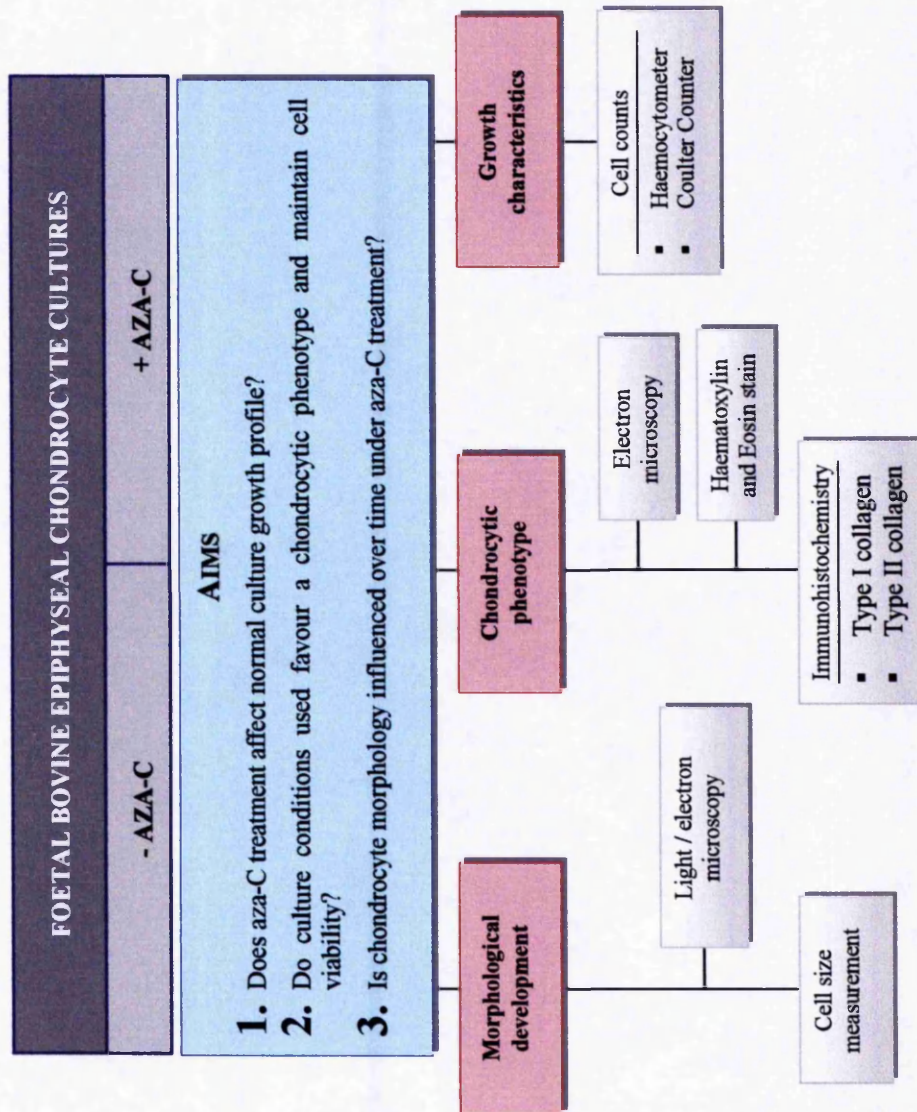 FOETAL BOVINE EPIPHYSEAL CHONDROCYTE CULTURES
- AZA-C
+ AZA-C
AIMS
1. Does aza-C treatment affect normal culture growth profile?
2. Do culture conditions used favour a chondrocytic phenotype and maintain cell
viability?
3. Is chondrocyte morphology influenced over time under aza-C treatment?
Morphological
development
Light / electron
microscopy
Cell size
measurement
Chondrocytic
phenotype
Electron
microscopy
Haematoxylin
and Eosin stain
Immunohistochemistry
▪ Type I collagen
▪ Type II collagen
Growth
characteristics
Cell counts
▪ Haemocytometer
▪ Coulter Counter